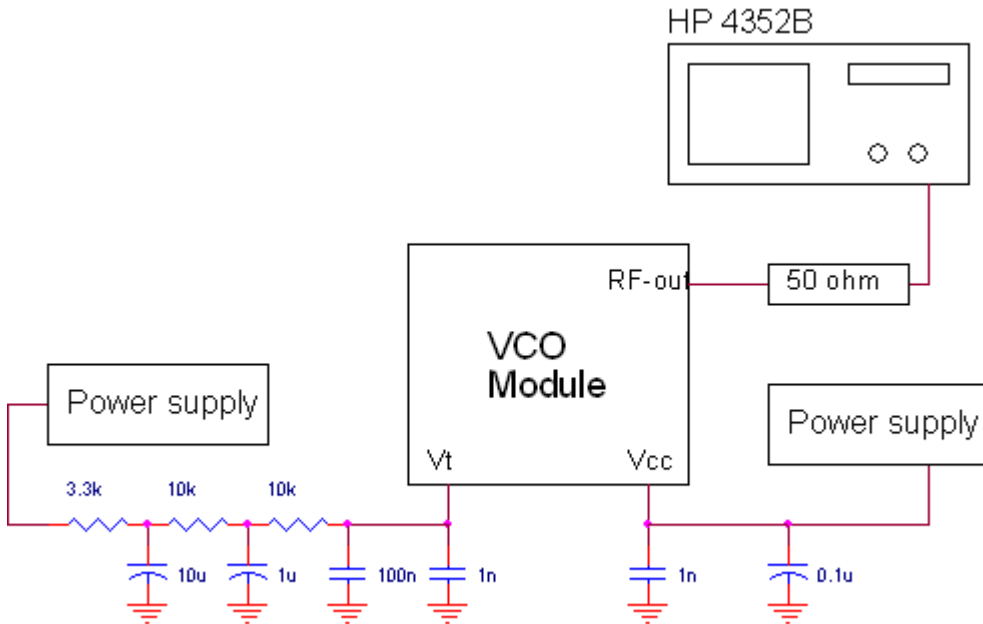 HP 4352B
RF-out
50 ohm
VCO
Module
Power supply
Power supply
Vt
Vcc
3.3k
10k
10k
10u
1u
100n
1n
1n
0.1u